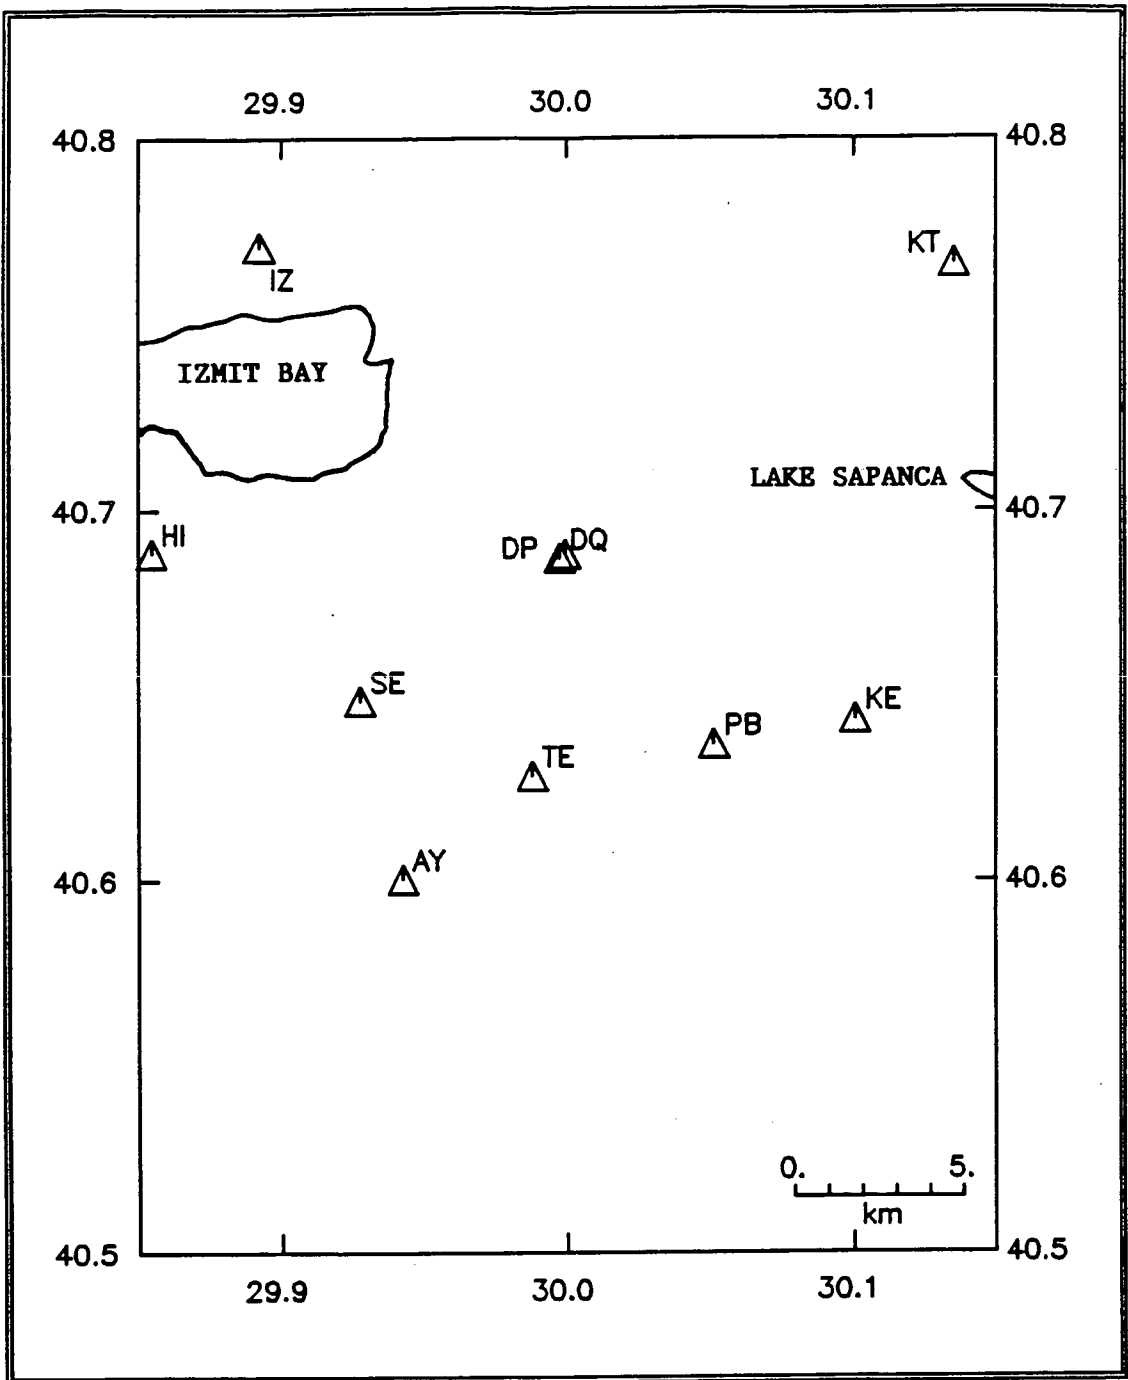 29.9 30.0 30.1
40.8 40.8
KT
IZ
IZMIT BAY
LAKE SAPANCA
40.7 40.7
HI DP DQ
SE
KE
PB
TE
AY
40.6 40.6
0. 5.
km
40.5 40.5
29.9 30.0 30.1